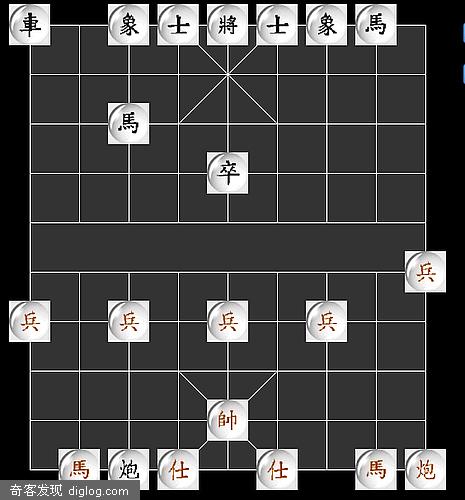 車 象 士 將 士 象 馬
馬
卒
兵
兵 兵 兵 兵
帥
馬 炮 仕 仕 馬 炮
奇客发现 diglog.com